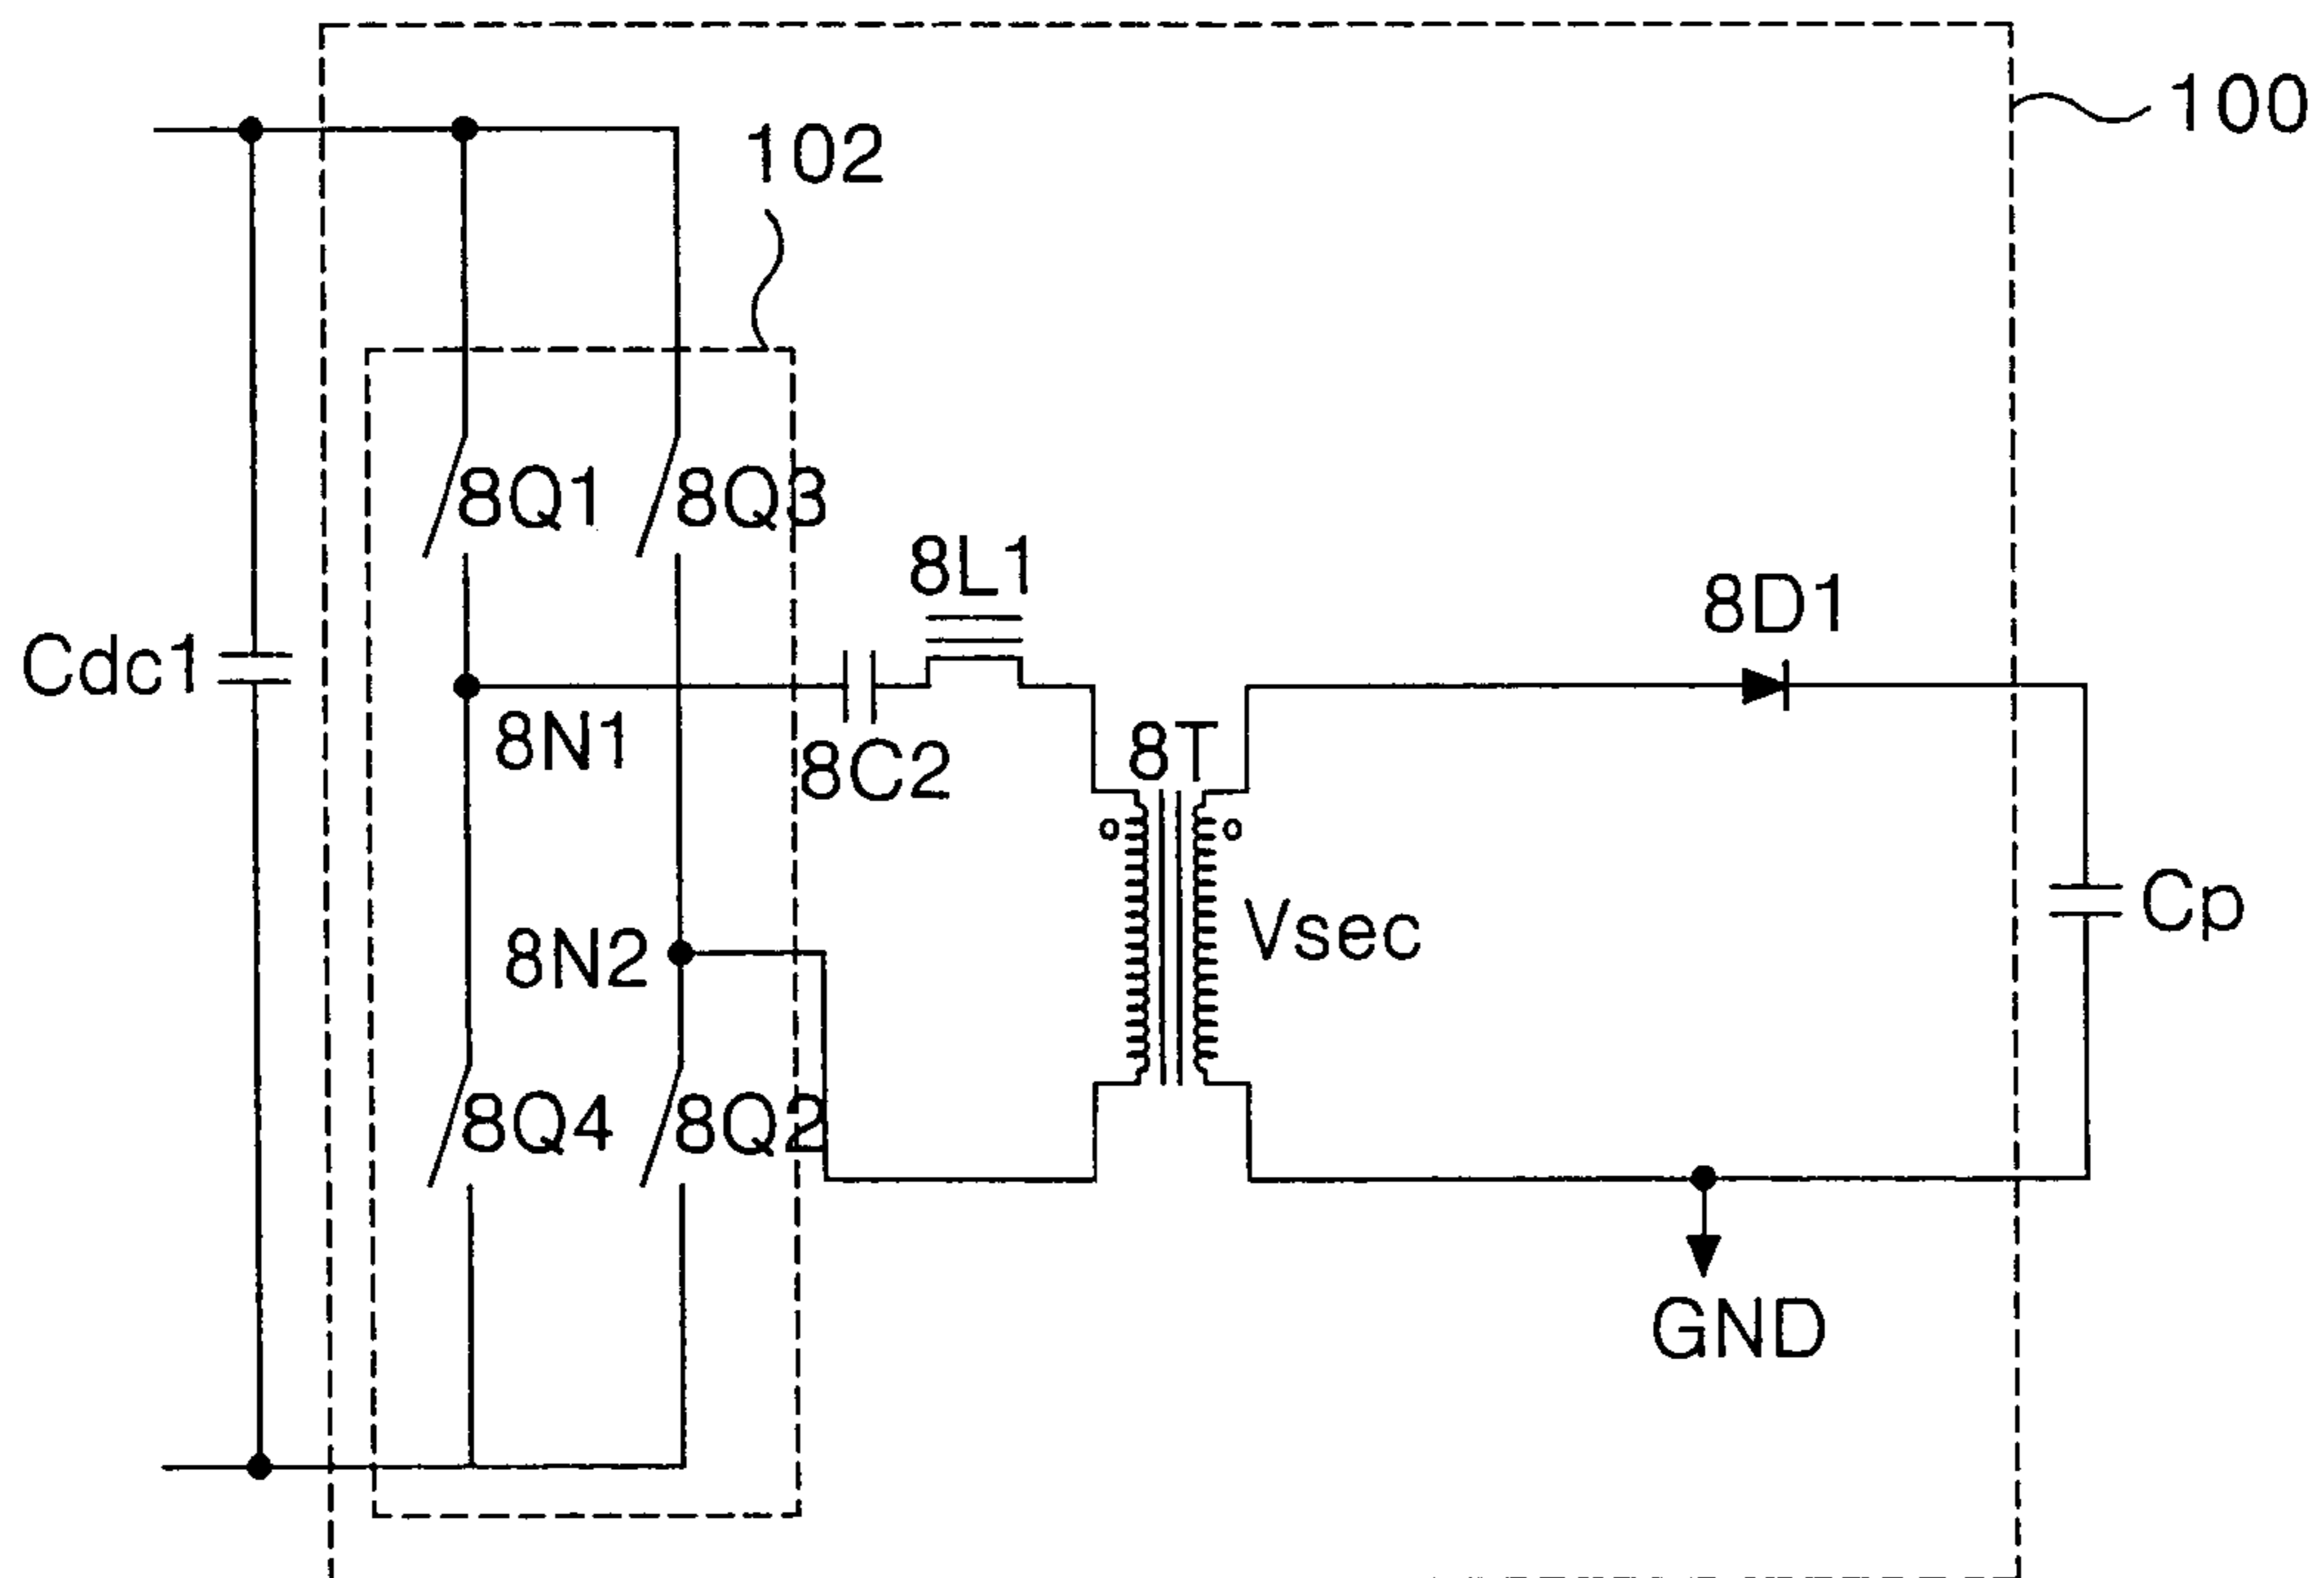 100
102
8Q1
8Q3
8L1
8D1
Cdc1
8N1
8C2
8T
Cp
8N2
Vsec
8Q4
8Q2
GND